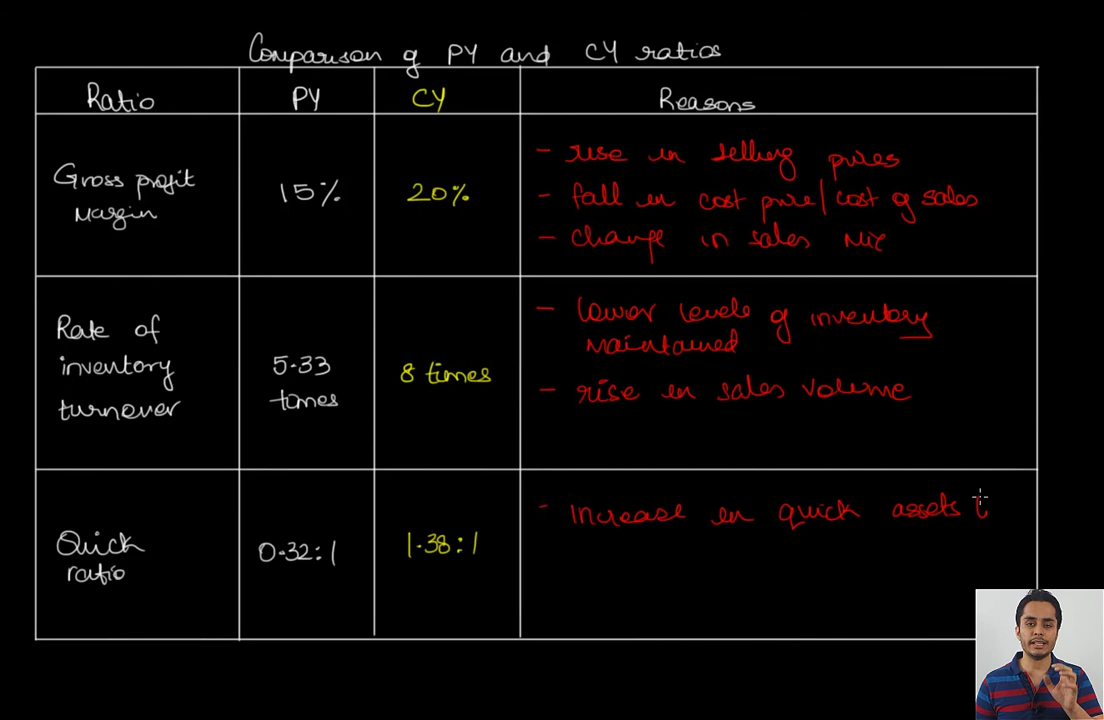 Comparison of PY and CY ratios
Ratio PY CY Reasons
Gross profit
Margin
15% 20%
- rise in selling prices
- fall in cost price/cost of sales
- change in sales mix
Rate of
inventory
turnover
5.33
times
8 times
- lower levels of inventory
maintained
- rise in sales volume
Quick
ratio
0.32:1 1.38:1
- increase in quick assets